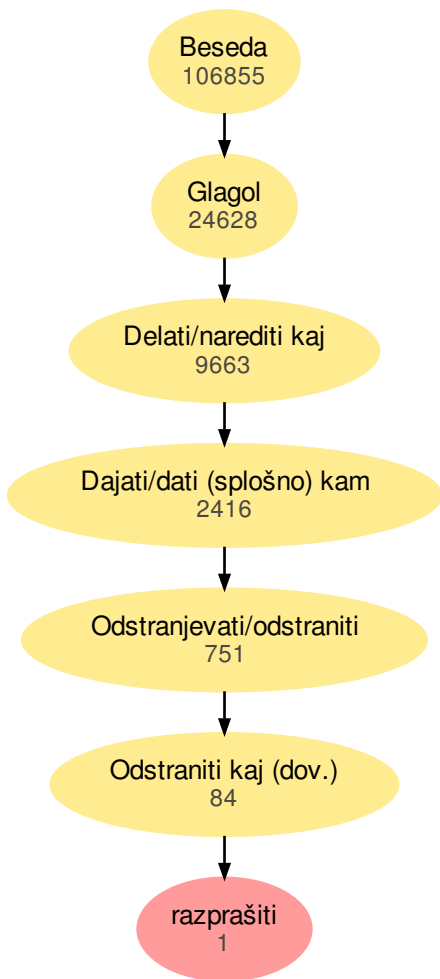 Beseda
106855
Glagol
24628
Delati/narediti kaj
9663
Dajati/dati (splošno) kam
2416
Odstranjevati/odstraniti
751
Odstraniti kaj (dov.)
84
razprašiti
1